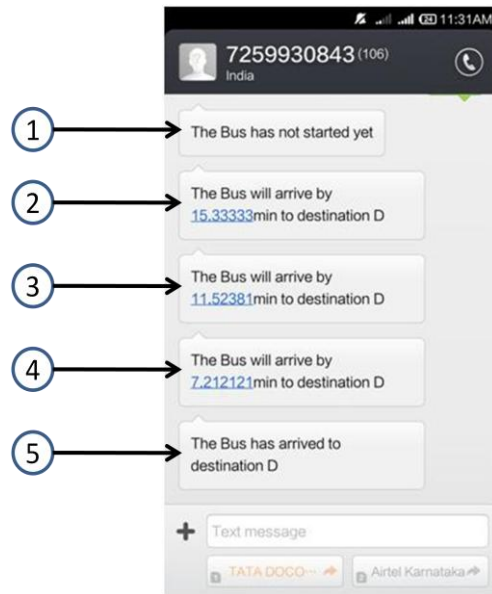 24 11:31AM
7259930843 (106)
India
1
The Bus has not started yet
2
The Bus will arrive by
15.33333min to destination D
3
The Bus will arrive by
11.52381min to destination D
4
The Bus will arrive by
7.212121min to destination D
5
The Bus has arrived to
destination D
Text message
TATA DOCO···
Airtel Karnataka